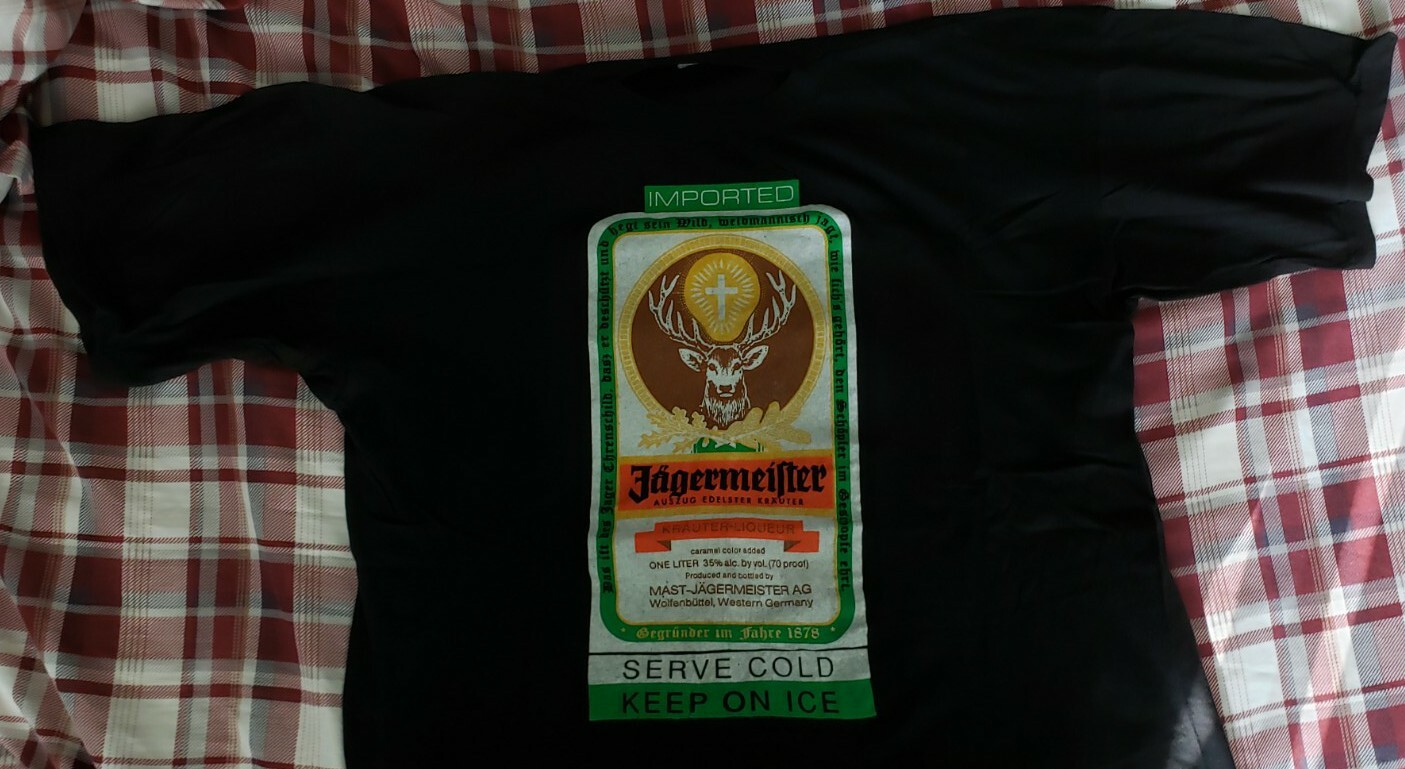 IMPORTED
Das ist des Jäger Ehrenschild, dasz er beschützt und hegt sein Wild, weidmännisch jagt, wie sich's gehört, den Schöpfer im Geschöpfe ehrt.
Jägermeister
AUSZUG EDELSTER KRÄUTER
KRÄUTER-LIQUEUR
caramel color added
ONE LITER 35% alc. by vol. (70 proof)
Produced and bottled by
MAST-JÄGERMEISTER AG
Wolfenbüttel, Western Germany
· Gegründer im Jahre 1878 ·
SERVE COLD
KEEP ON ICE